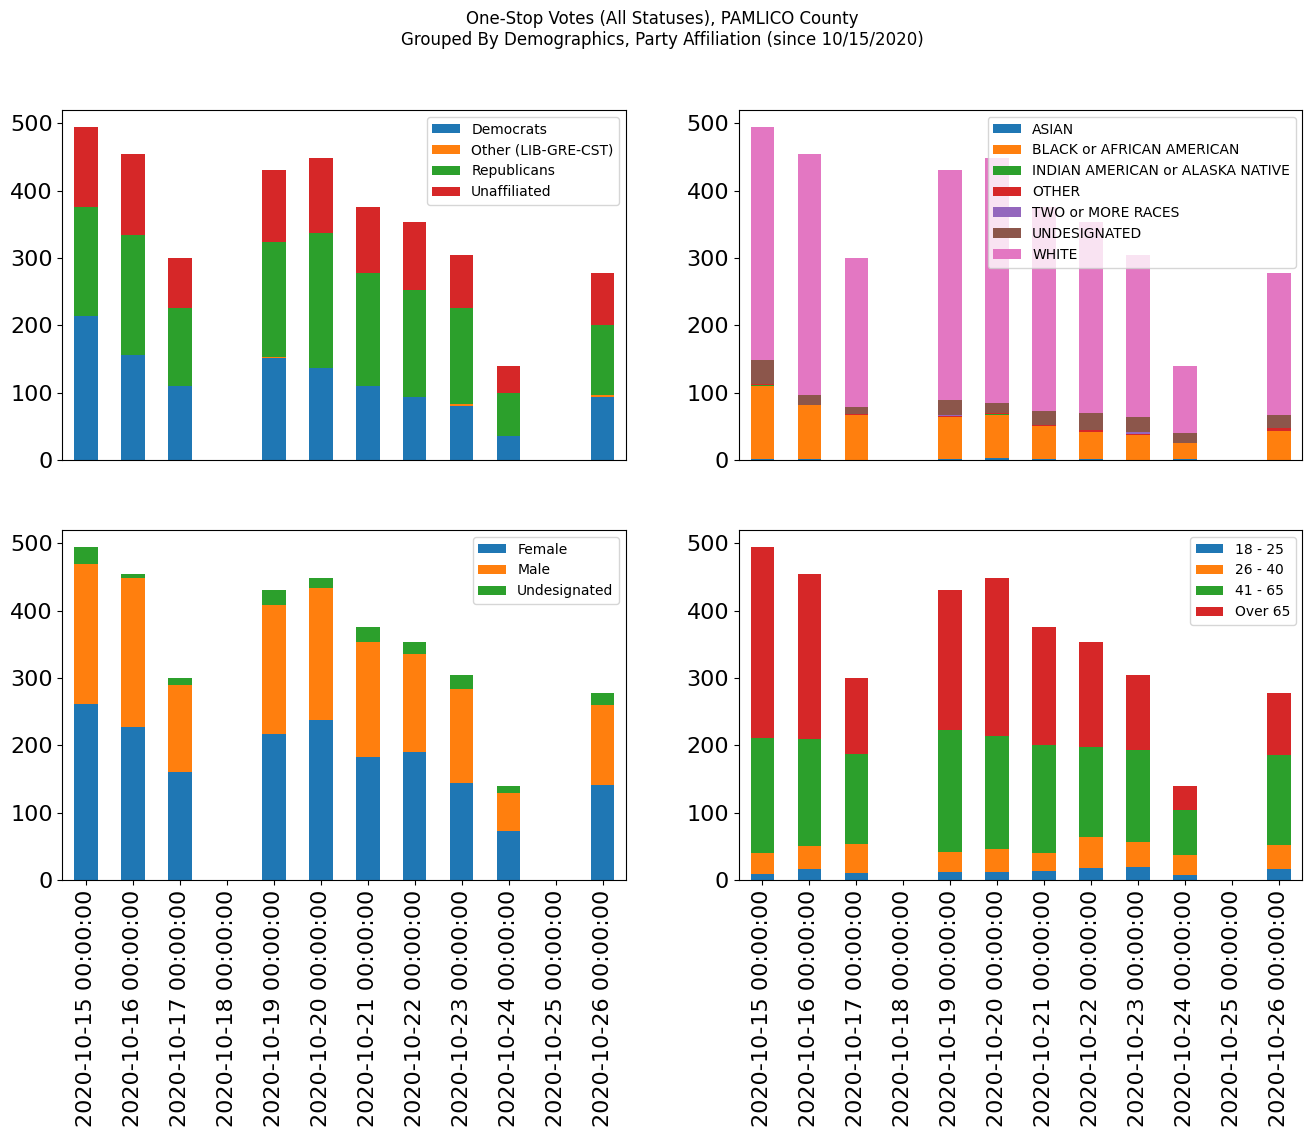 One-Stop Votes (All Statuses), PAMLICO County
Grouped By Demographics, Party Affiliation (since 10/15/2020)
500
400
300
200
100
0
Democrats
Other (LIB-GRE-CST)
Republicans
Unaffiliated
500
400
300
200
100
0
ASIAN
BLACK or AFRICAN AMERICAN
INDIAN AMERICAN or ALASKA NATIVE
OTHER
TWO or MORE RACES
UNDESIGNATED
WHITE
500
400
300
200
100
0
Female
Male
Undesignated
2020-10-15 00:00:00
2020-10-16 00:00:00
2020-10-17 00:00:00
2020-10-18 00:00:00
2020-10-19 00:00:00
2020-10-20 00:00:00
2020-10-21 00:00:00
2020-10-22 00:00:00
2020-10-23 00:00:00
2020-10-24 00:00:00
2020-10-25 00:00:00
2020-10-26 00:00:00
500
400
300
200
100
0
18 - 25
26 - 40
41 - 65
Over 65
2020-10-15 00:00:00
2020-10-16 00:00:00
2020-10-17 00:00:00
2020-10-18 00:00:00
2020-10-19 00:00:00
2020-10-20 00:00:00
2020-10-21 00:00:00
2020-10-22 00:00:00
2020-10-23 00:00:00
2020-10-24 00:00:00
2020-10-25 00:00:00
2020-10-26 00:00:00